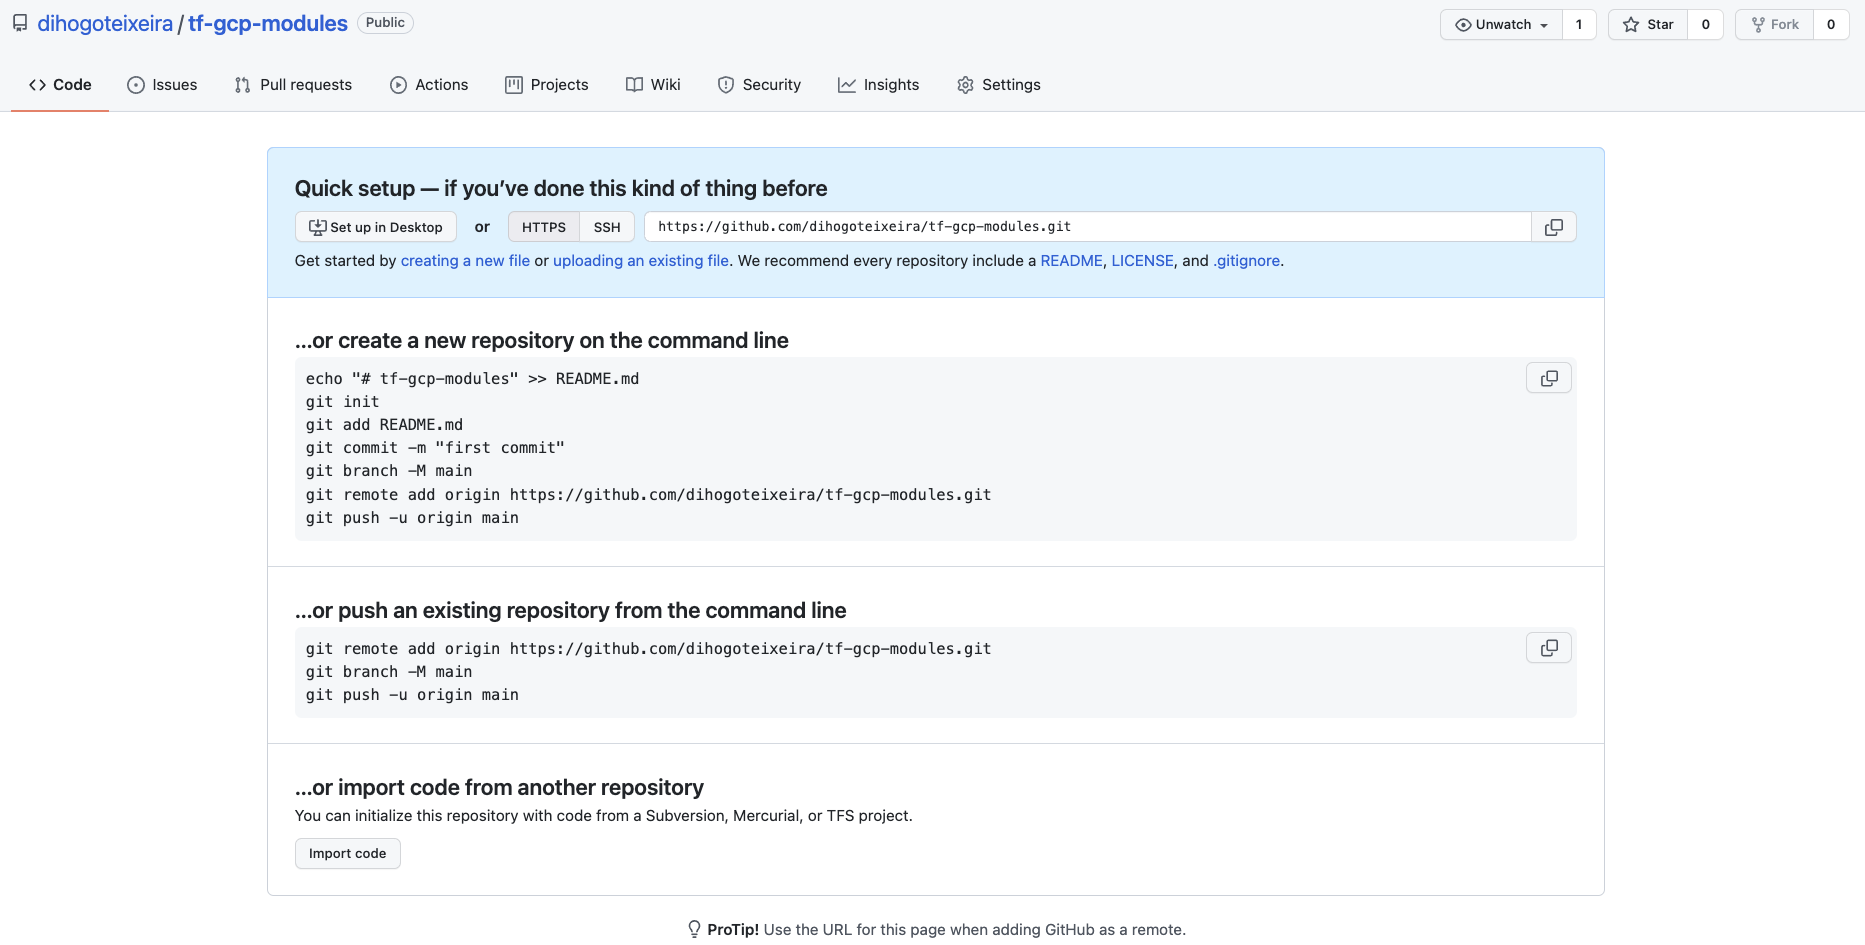 dihogoteixeira / tf-gcp-modules Public
Unwatch 1 Star 0 Fork 0
Code Issues Pull requests Actions Projects Wiki Security Insights Settings
Quick setup — if you’ve done this kind of thing before
Set up in Desktop or HTTPS SSH https://github.com/dihogoteixeira/tf-gcp-modules.git
Get started by creating a new file or uploading an existing file. We recommend every repository include a README, LICENSE, and .gitignore.
…or create a new repository on the command line
echo "# tf-gcp-modules" >> README.md
git init
git add README.md
git commit -m "first commit"
git branch -M main
git remote add origin https://github.com/dihogoteixeira/tf-gcp-modules.git
git push -u origin main
…or push an existing repository from the command line
git remote add origin https://github.com/dihogoteixeira/tf-gcp-modules.git
git branch -M main
git push -u origin main
…or import code from another repository
You can initialize this repository with code from a Subversion, Mercurial, or TFS project.
Import code
ProTip! Use the URL for this page when adding GitHub as a remote.